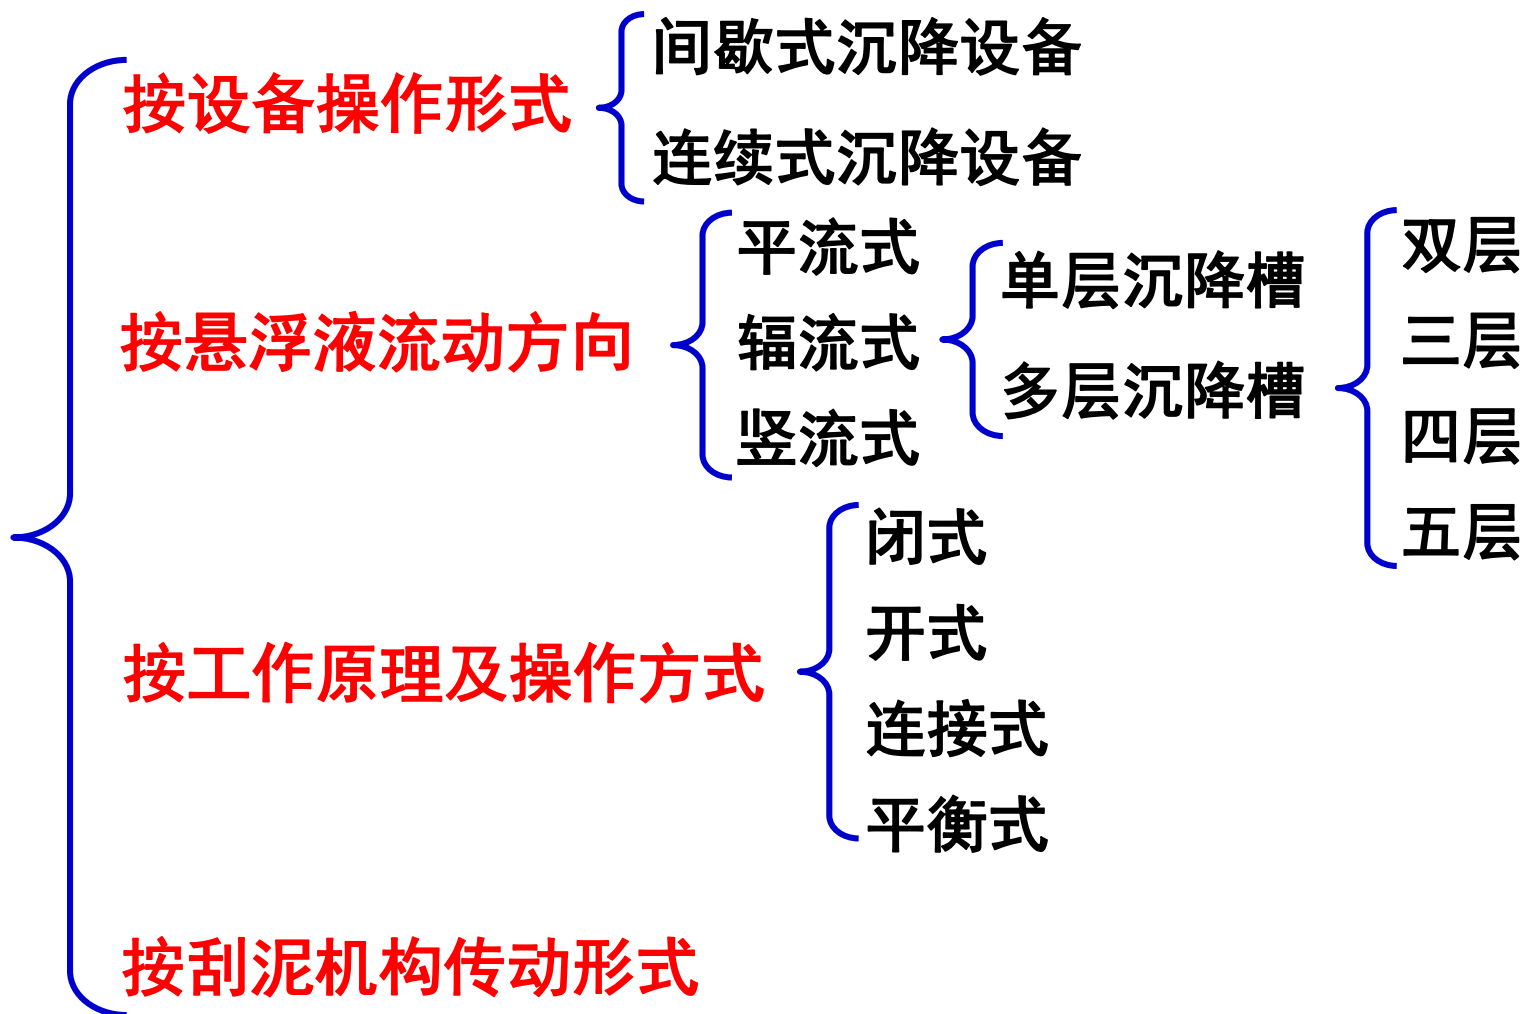 按设备操作形式
间歇式沉降设备
连续式沉降设备
按悬浮液流动方向
平流式
辐流式
竖流式
单层沉降槽
多层沉降槽
双层
三层
四层
五层
按工作原理及操作方式
闭式
开式
连接式
平衡式
按刮泥机构传动形式